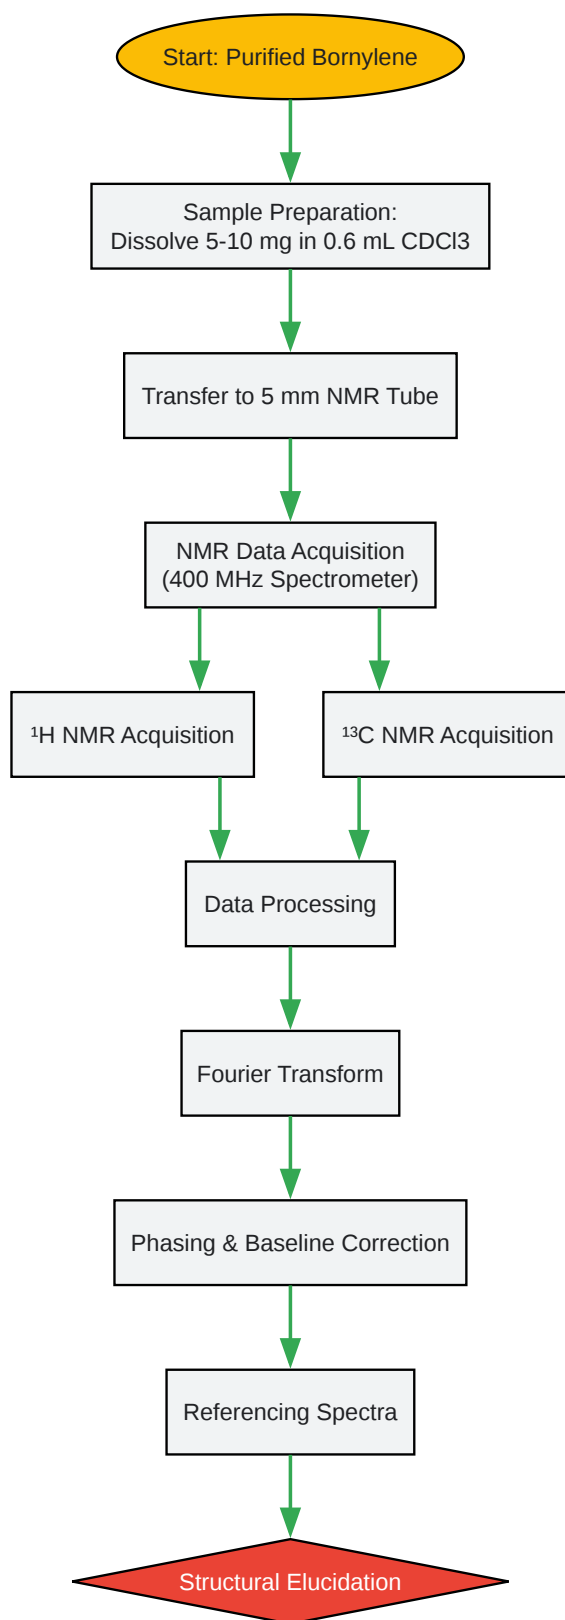 Start: Purified Bornylene
Sample Preparation:
Dissolve 5-10 mg in 0.6 mL CDCl3
Transfer to 5 mm NMR Tube
NMR Data Acquisition
(400 MHz Spectrometer)
¹H NMR Acquisition
¹³C NMR Acquisition
Data Processing
Fourier Transform
Phasing & Baseline Correction
Referencing Spectra
Structural Elucidation